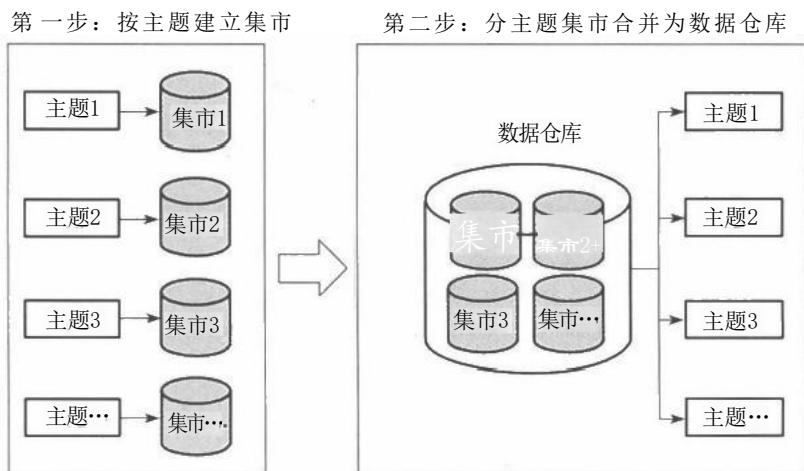 第一步：按主题建立集市
主题1
集市1
主题2
集市2
主题3
集市3
主题…
集市…
第二步：分主题集市合并为数据仓库
数据仓库
集市
集市2+
集市3
集市…
主题1
主题2
主题3
主题…